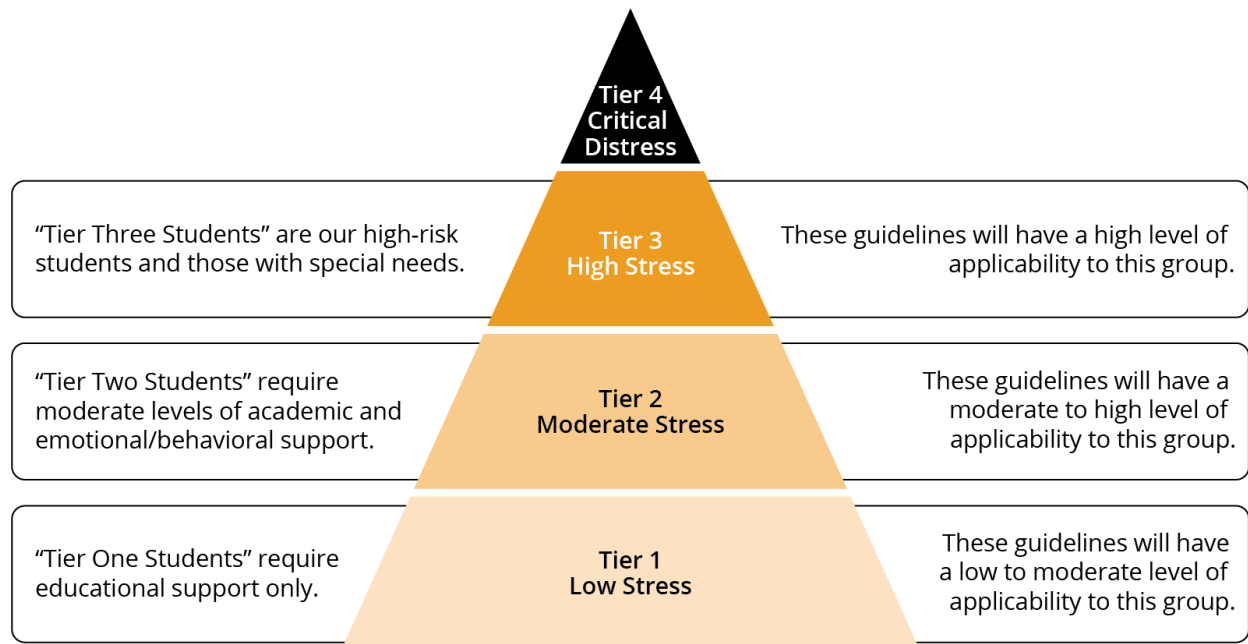 Tier 4
Critical
Distress
“Tier Three Students” are our high-risk
students and those with special needs.
Tier 3
High Stress
These guidelines will have a high level of
applicability to this group.
“Tier Two Students” require
moderate levels of academic and
emotional/behavioral support.
Tier 2
Moderate Stress
These guidelines will have a
moderate to high level of
applicability to this group.
“Tier One Students” require
educational support only.
Tier 1
Low Stress
These guidelines will have
a low to moderate level of
applicability to this group.